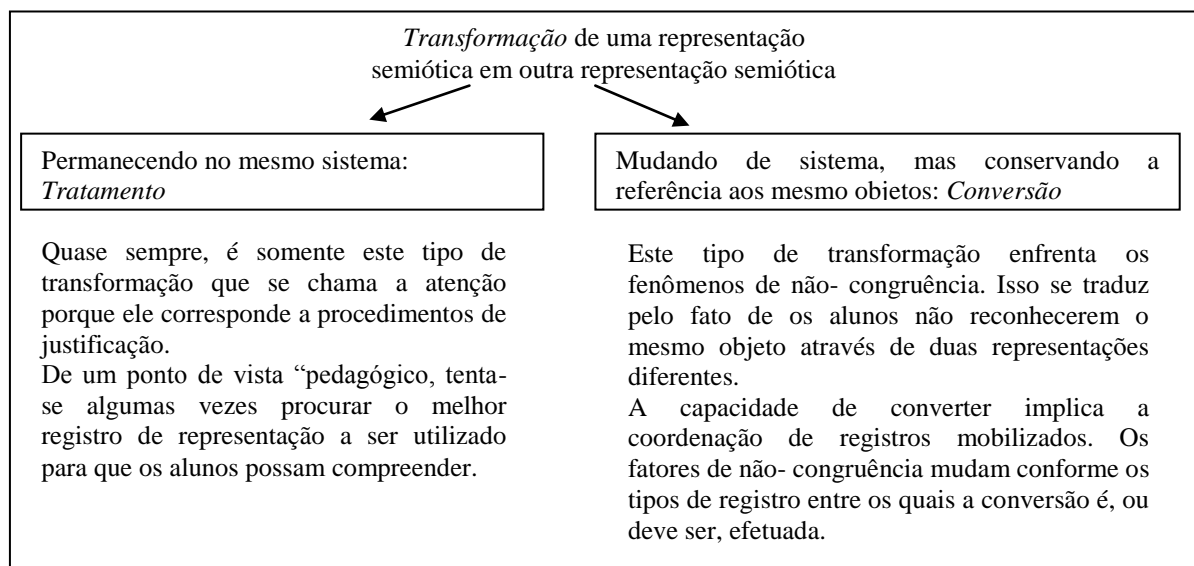 Transformação de uma representação
semiótica em outra representação semiótica
Permanecendo no mesmo sistema:
Tratamento
Mudando de sistema, mas conservando a
referência aos mesmo objetos: Conversão
Quase sempre, é somente este tipo de
transformação que se chama a atenção
porque ele corresponde a procedimentos de
justificação.
De um ponto de vista “pedagógico, tenta-
se algumas vezes procurar o melhor
registro de representação a ser utilizado
para que os alunos possam compreender.
Este tipo de transformação enfrenta os
fenômenos de não- congruência. Isso se traduz
pelo fato de os alunos não reconhecerem o
mesmo objeto através de duas representações
diferentes.
A capacidade de converter implica a
coordenação de registros mobilizados. Os
fatores de não- congruência mudam conforme os
tipos de registro entre os quais a conversão é, ou
deve ser, efetuada.